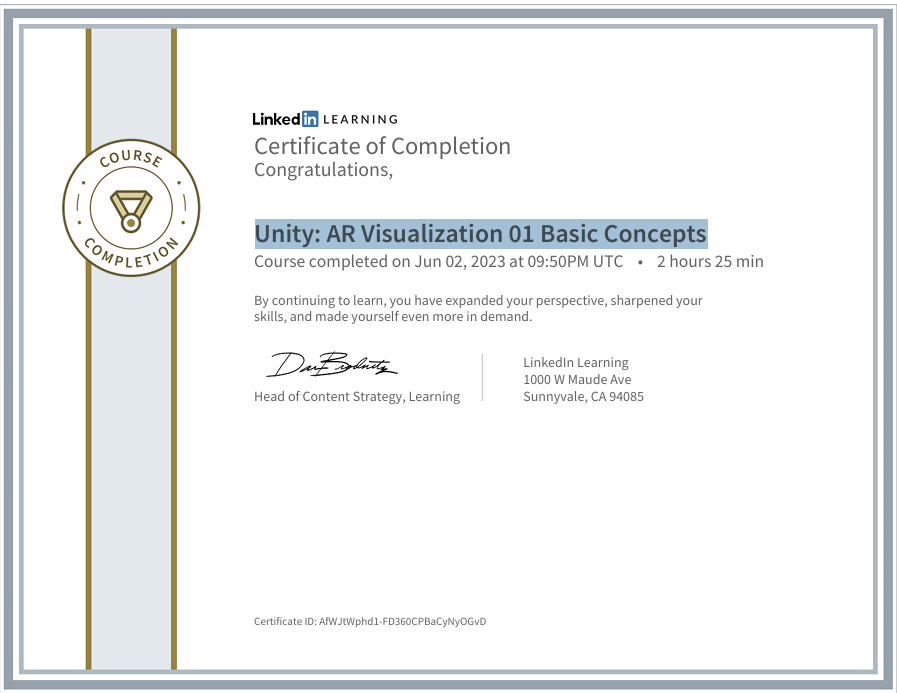 COURSE
COMPLETION
Linked in LEARNING
Certificate of Completion
Congratulations,
Unity: AR Visualization 01 Basic Concepts
Course completed on Jun 02, 2023 at 09:50PM UTC • 2 hours 25 min
By continuing to learn, you have expanded your perspective, sharpened your
skills, and made yourself even more in demand.
Head of Content Strategy, Learning
LinkedIn Learning
1000 W Maude Ave
Sunnyvale, CA 94085
Certificate ID: AfWJtWphd1-FD360CPBaCyNyOGvD